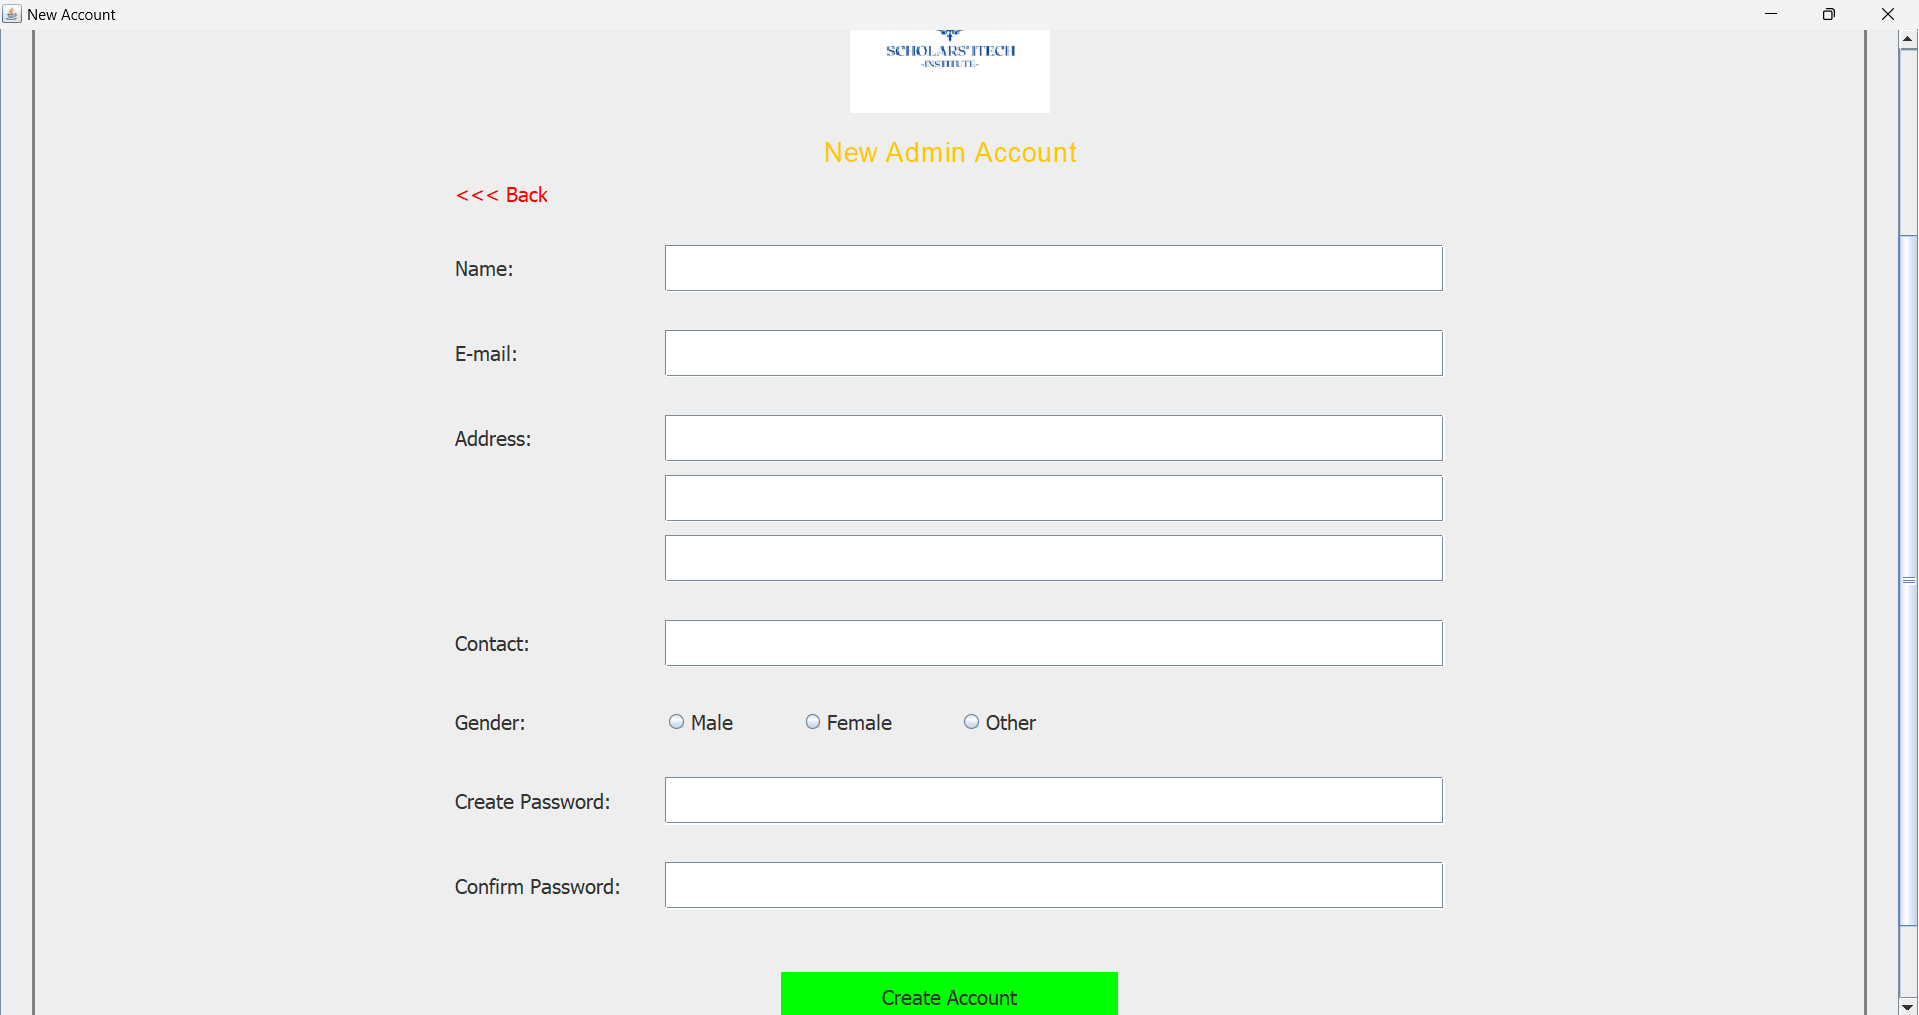 New Account
SCHOLARS' ITECH
-INSTITUTE-
New Admin Account
<<< Back
Name:
E-mail:
Address:
Contact:
Gender:
Male
Female
Other
Create Password:
Confirm Password:
Create Account